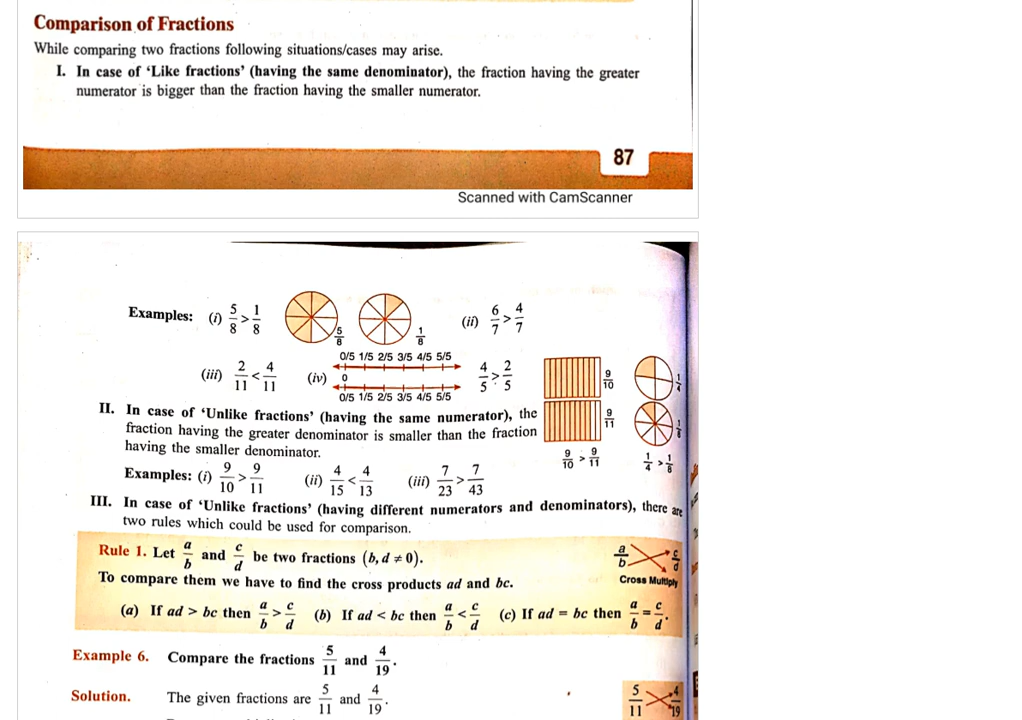 Comparison of Fractions
While comparing two fractions following situations/cases may arise.
I. In case of 'Like fractions' (having the same denominator), the fraction having the greater
numerator is bigger than the fraction having the smaller numerator.
87
Scanned with CamScanner
Examples: (i) 5/8 > 1/8 5/8 1/8 (ii) 6/7 > 4/7
0/5 1/5 2/5 3/5 4/5 5/5
(iii) 2/11 < 4/11 (iv) 0 4/5 > 2/5 9/10 1/4
0/5 1/5 2/5 3/5 4/5 5/5
II. In case of 'Unlike fractions' (having the same numerator), the
fraction having the greater denominator is smaller than the fraction 9/11 1/8
having the smaller denominator.
9/10 > 9/11 1/4 > 1/8
Examples: (i) 9/10 > 9/11 (ii) 4/15 < 4/13 (iii) 7/23 > 7/43
III. In case of 'Unlike fractions' (having different numerators and denominators), there are
two rules which could be used for comparison.
Rule 1. Let a/b and c/d be two fractions (b, d ≠ 0). a/b c/d
To compare them we have to find the cross products ad and bc. Cross Multiply
(a) If ad > bc then a/b > c/d (b) If ad < bc then a/b < c/d (c) If ad = bc then a/b = c/d.
Example 6. Compare the fractions 5/11 and 4/19.
Solution. The given fractions are 5/11 and 4/19. 5/11 4/19